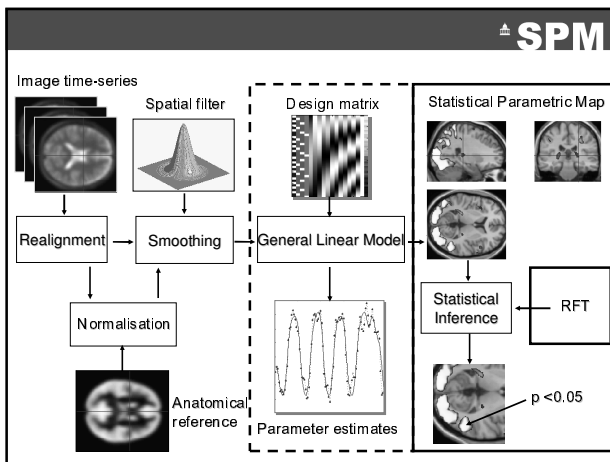 SPM
Image time-series
Spatial filter
Design matrix
Statistical Parametric Map
Realignment
Smoothing
General Linear Model
Normalisation
Statistical
Inference
RFT
Anatomical
reference
Parameter estimates
p <0.05